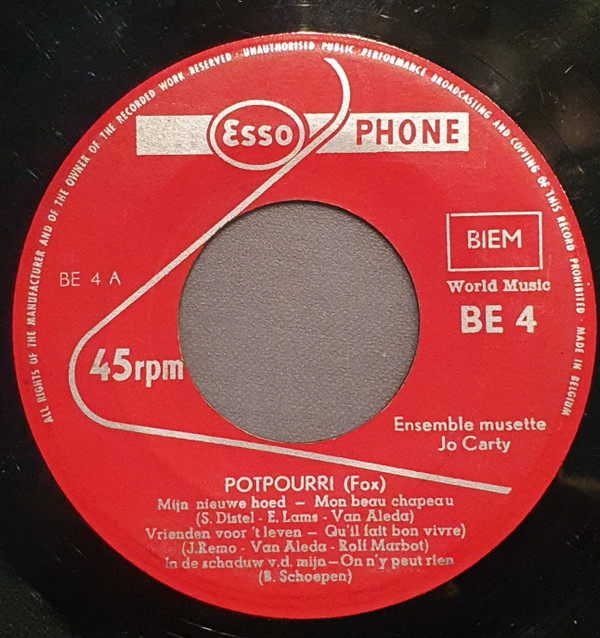 ALL RIGHTS OF THE MANUFACTURER AND OF THE OWNER OF THE RECORDED WORK RESERVED · UNAUTHORISED PUBLIC PERFORMANCE BROADCASTING AND COPYING OF THIS RECORD PROHIBITED · MADE IN BELGIUM
Esso PHONE
BIEM
World Music
BE 4 A
BE 4
45rpm
Ensemble musette
Jo Carty
POTPOURRI (Fox)
Mijn nieuwe hoed – Mon beau chapeau
(S. Distel - E. Lams - Van Aleda)
Vrienden voor 't leven – Qu'il fait bon vivre)
(J.Remo - Van Aleda - Rolf Marbot)
In de schaduw v.d. mijn – On n'y peut rien
(B. Schoepen)